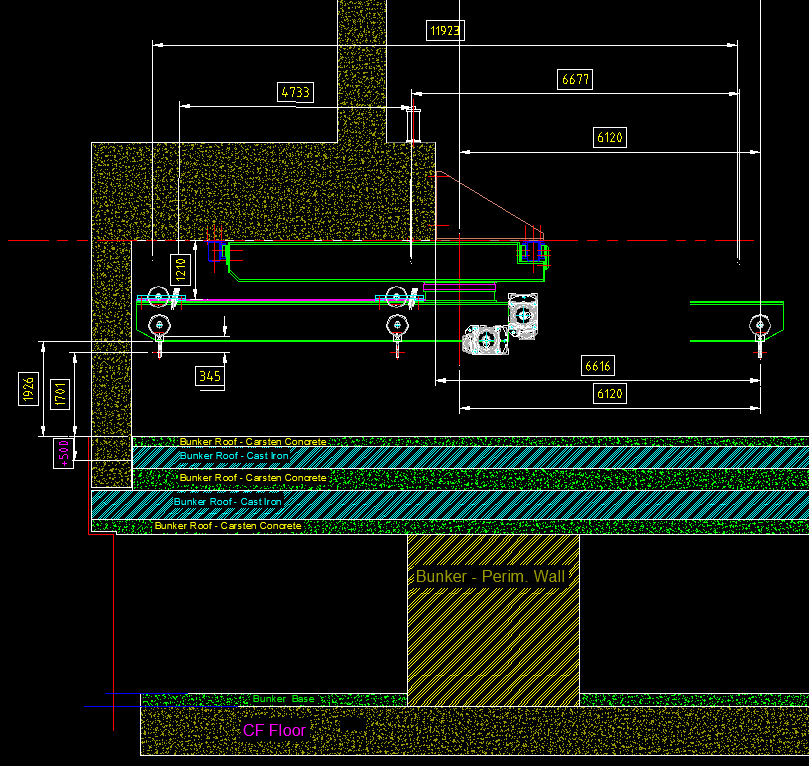 11923
6677
4733
6120
1210
6616
345
6120
1926
1701
+500
Bunker Roof - Carsten Concrete
Bunker Roof - Cast Iron
Bunker Roof - Carsten Concrete
Bunker Roof - Cast Iron
Bunker Roof - Carsten Concrete
Bunker - Perim. Wall
Bunker Base
CF Floor